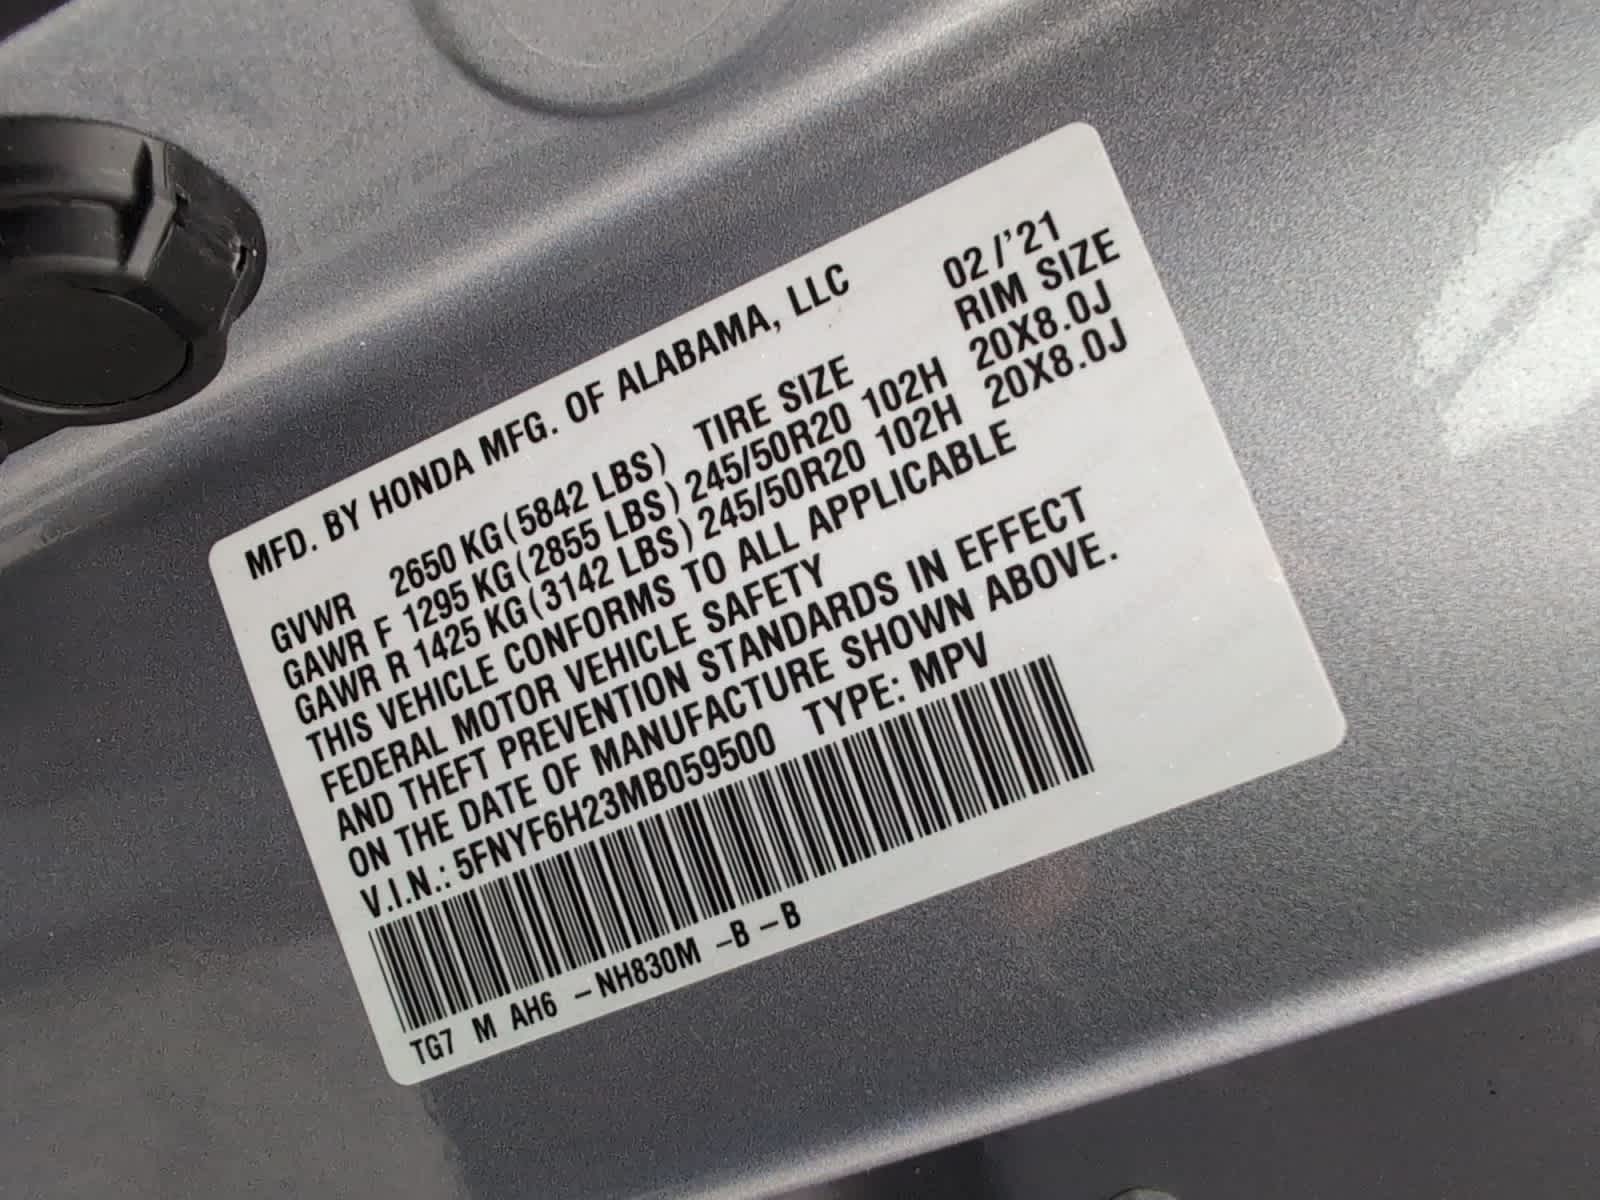 MFD. BY HONDA MFG. OF ALABAMA, LLC 02/'21
GVWR 2650 KG(5842 LBS) TIRE SIZE RIM SIZE
GAWR F 1295 KG(2855 LBS) 245/50R20 102H 20X8.0J
GAWR R 1425 KG(3142 LBS) 245/50R20 102H 20X8.0J
THIS VEHICLE CONFORMS TO ALL APPLICABLE
FEDERAL MOTOR VEHICLE SAFETY
AND THEFT PREVENTION STANDARDS IN EFFECT
ON THE DATE OF MANUFACTURE SHOWN ABOVE.
V.I.N.: 5FNYF6H23MB059500 TYPE: MPV
TG7 M AH6 -NH830M -B-B